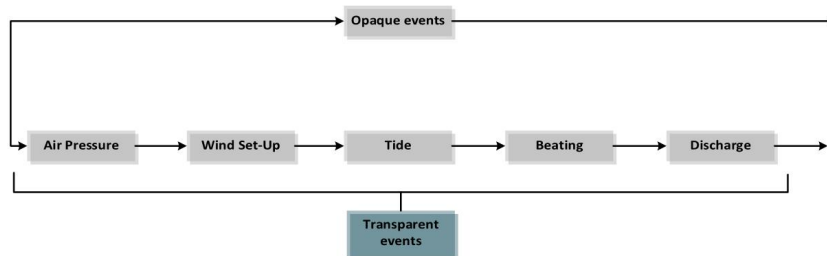 Opaque events
Air Pressure
Wind Set-Up
Tide
Beating
Discharge
Transparent
events